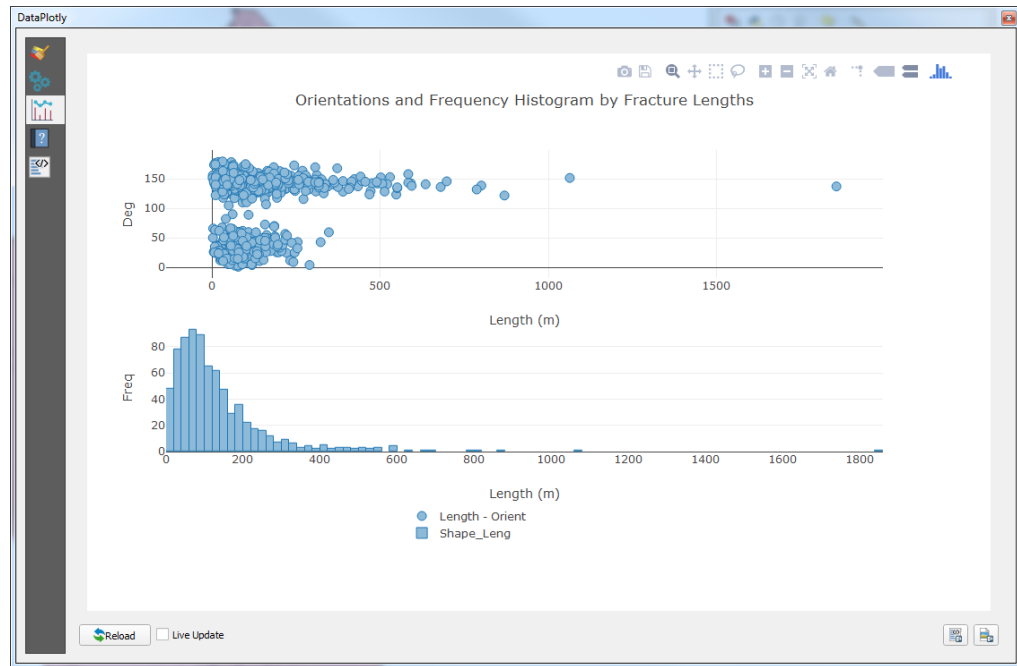 DataPlotly
Orientations and Frequency Histogram by Fracture Lengths
150
100
50
0
Deg
0 500 1000 1500
Length (m)
80
60
40
20
0
Freq
0 200 400 600 800 1000 1200 1400 1600 1800
Length (m)
Length - Orient
Shape_Leng
Reload Live Update